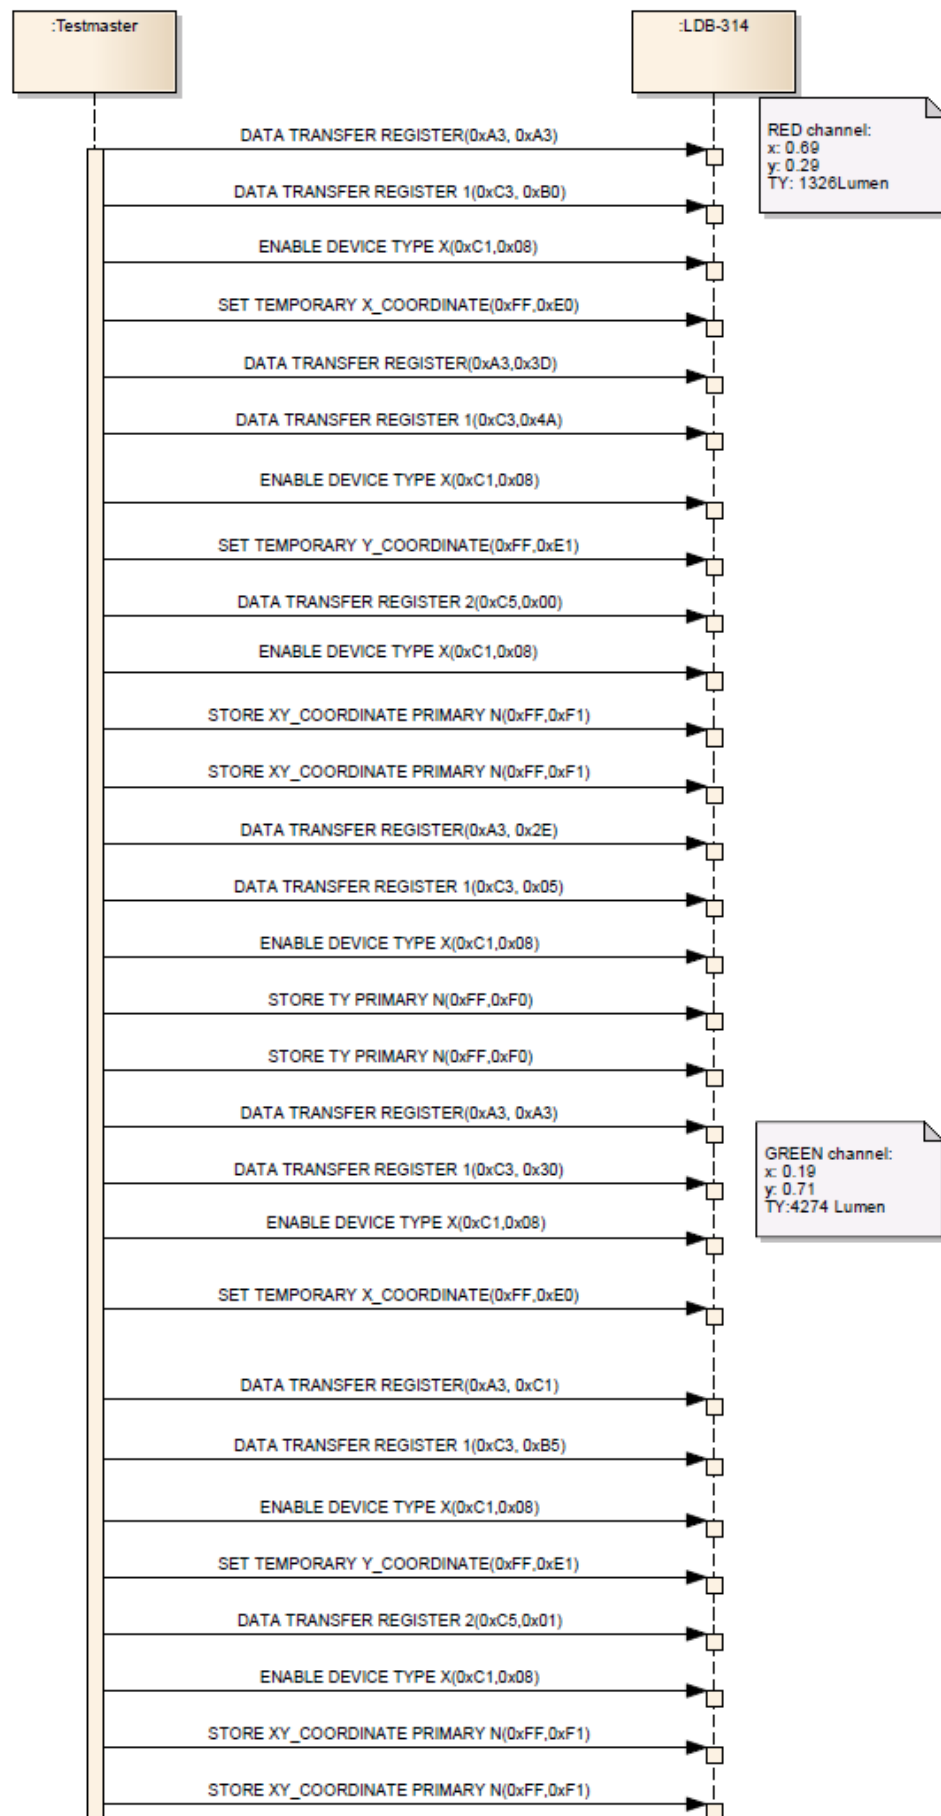 :Testmaster
:LDB-314
RED channel:
x: 0.69
y: 0.29
TY: 1326Lumen
DATA TRANSFER REGISTER(0xA3, 0xA3)
DATA TRANSFER REGISTER 1(0xC3, 0xB0)
ENABLE DEVICE TYPE X(0xC1,0x08)
SET TEMPORARY X_COORDINATE(0xFF,0xE0)
DATA TRANSFER REGISTER(0xA3,0x3D)
DATA TRANSFER REGISTER 1(0xC3,0x4A)
ENABLE DEVICE TYPE X(0xC1,0x08)
SET TEMPORARY Y_COORDINATE(0xFF,0xE1)
DATA TRANSFER REGISTER 2(0xC5,0x00)
ENABLE DEVICE TYPE X(0xC1,0x08)
STORE XY_COORDINATE PRIMARY N(0xFF,0xF1)
STORE XY_COORDINATE PRIMARY N(0xFF,0xF1)
DATA TRANSFER REGISTER(0xA3, 0x2E)
DATA TRANSFER REGISTER 1(0xC3, 0x05)
ENABLE DEVICE TYPE X(0xC1,0x08)
STORE TY PRIMARY N(0xFF,0xF0)
STORE TY PRIMARY N(0xFF,0xF0)
DATA TRANSFER REGISTER(0xA3, 0xA3)
GREEN channel:
x: 0.19
y: 0.71
TY:4274 Lumen
DATA TRANSFER REGISTER 1(0xC3, 0x30)
ENABLE DEVICE TYPE X(0xC1,0x08)
SET TEMPORARY X_COORDINATE(0xFF,0xE0)
DATA TRANSFER REGISTER(0xA3, 0xC1)
DATA TRANSFER REGISTER 1(0xC3, 0xB5)
ENABLE DEVICE TYPE X(0xC1,0x08)
SET TEMPORARY Y_COORDINATE(0xFF,0xE1)
DATA TRANSFER REGISTER 2(0xC5,0x01)
ENABLE DEVICE TYPE X(0xC1,0x08)
STORE XY_COORDINATE PRIMARY N(0xFF,0xF1)
STORE XY_COORDINATE PRIMARY N(0xFF,0xF1)